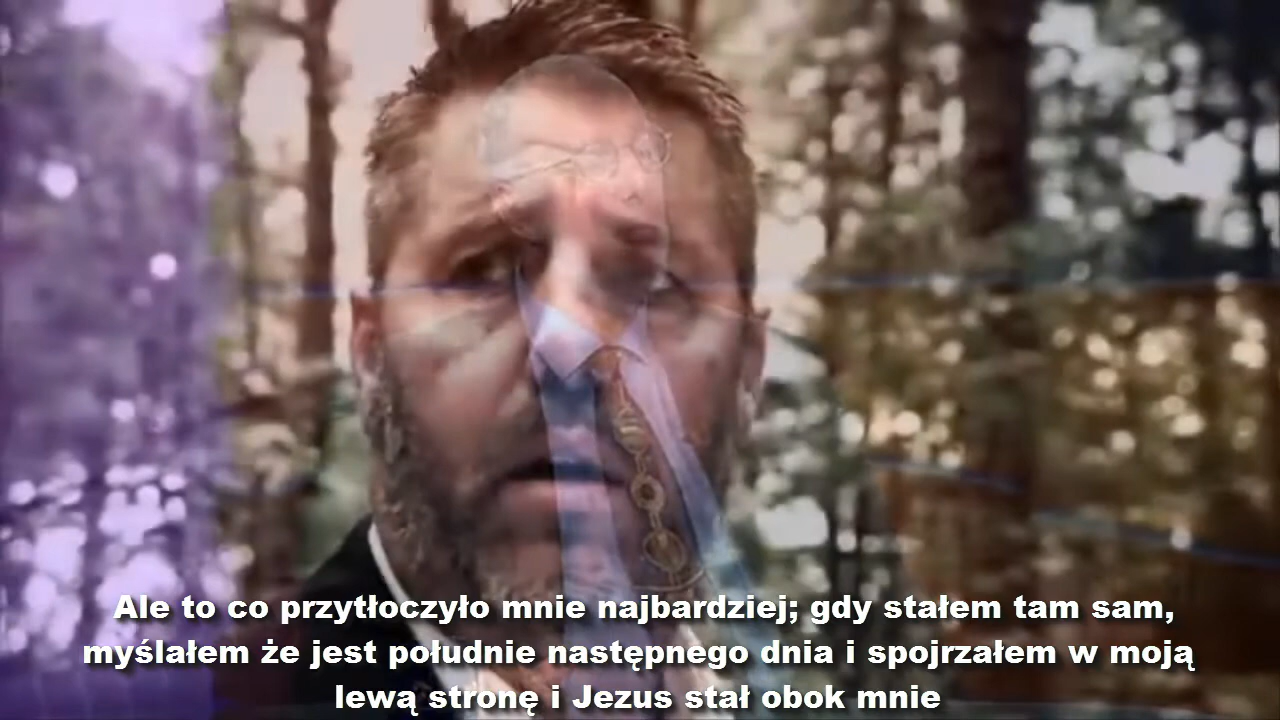 Ale to co przytłoczyło mnie najbardziej; gdy stałem tam sam,
myślałem że jest południe następnego dnia i spojrzałem w moją
lewą stronę i Jezus stał obok mnie